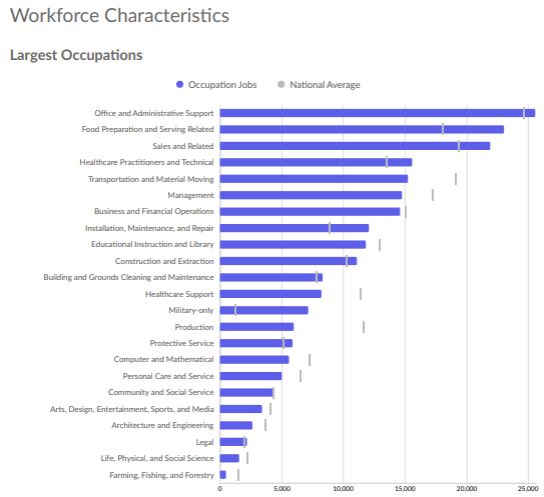 Workforce Characteristics
Largest Occupations
Occupation Jobs National Average
Office and Administrative Support
Food Preparation and Serving Related
Sales and Related
Healthcare Practitioners and Technical
Transportation and Material Moving
Management
Business and Financial Operations
Installation, Maintenance, and Repair
Educational Instruction and Library
Construction and Extraction
Building and Grounds Cleaning and Maintenance
Healthcare Support
Military-only
Production
Protective Service
Computer and Mathematical
Personal Care and Service
Community and Social Service
Arts, Design, Entertainment, Sports, and Media
Architecture and Engineering
Legal
Life, Physical, and Social Science
Farming, Fishing, and Forestry
0 5,000 10,000 15,000 20,000 25,000